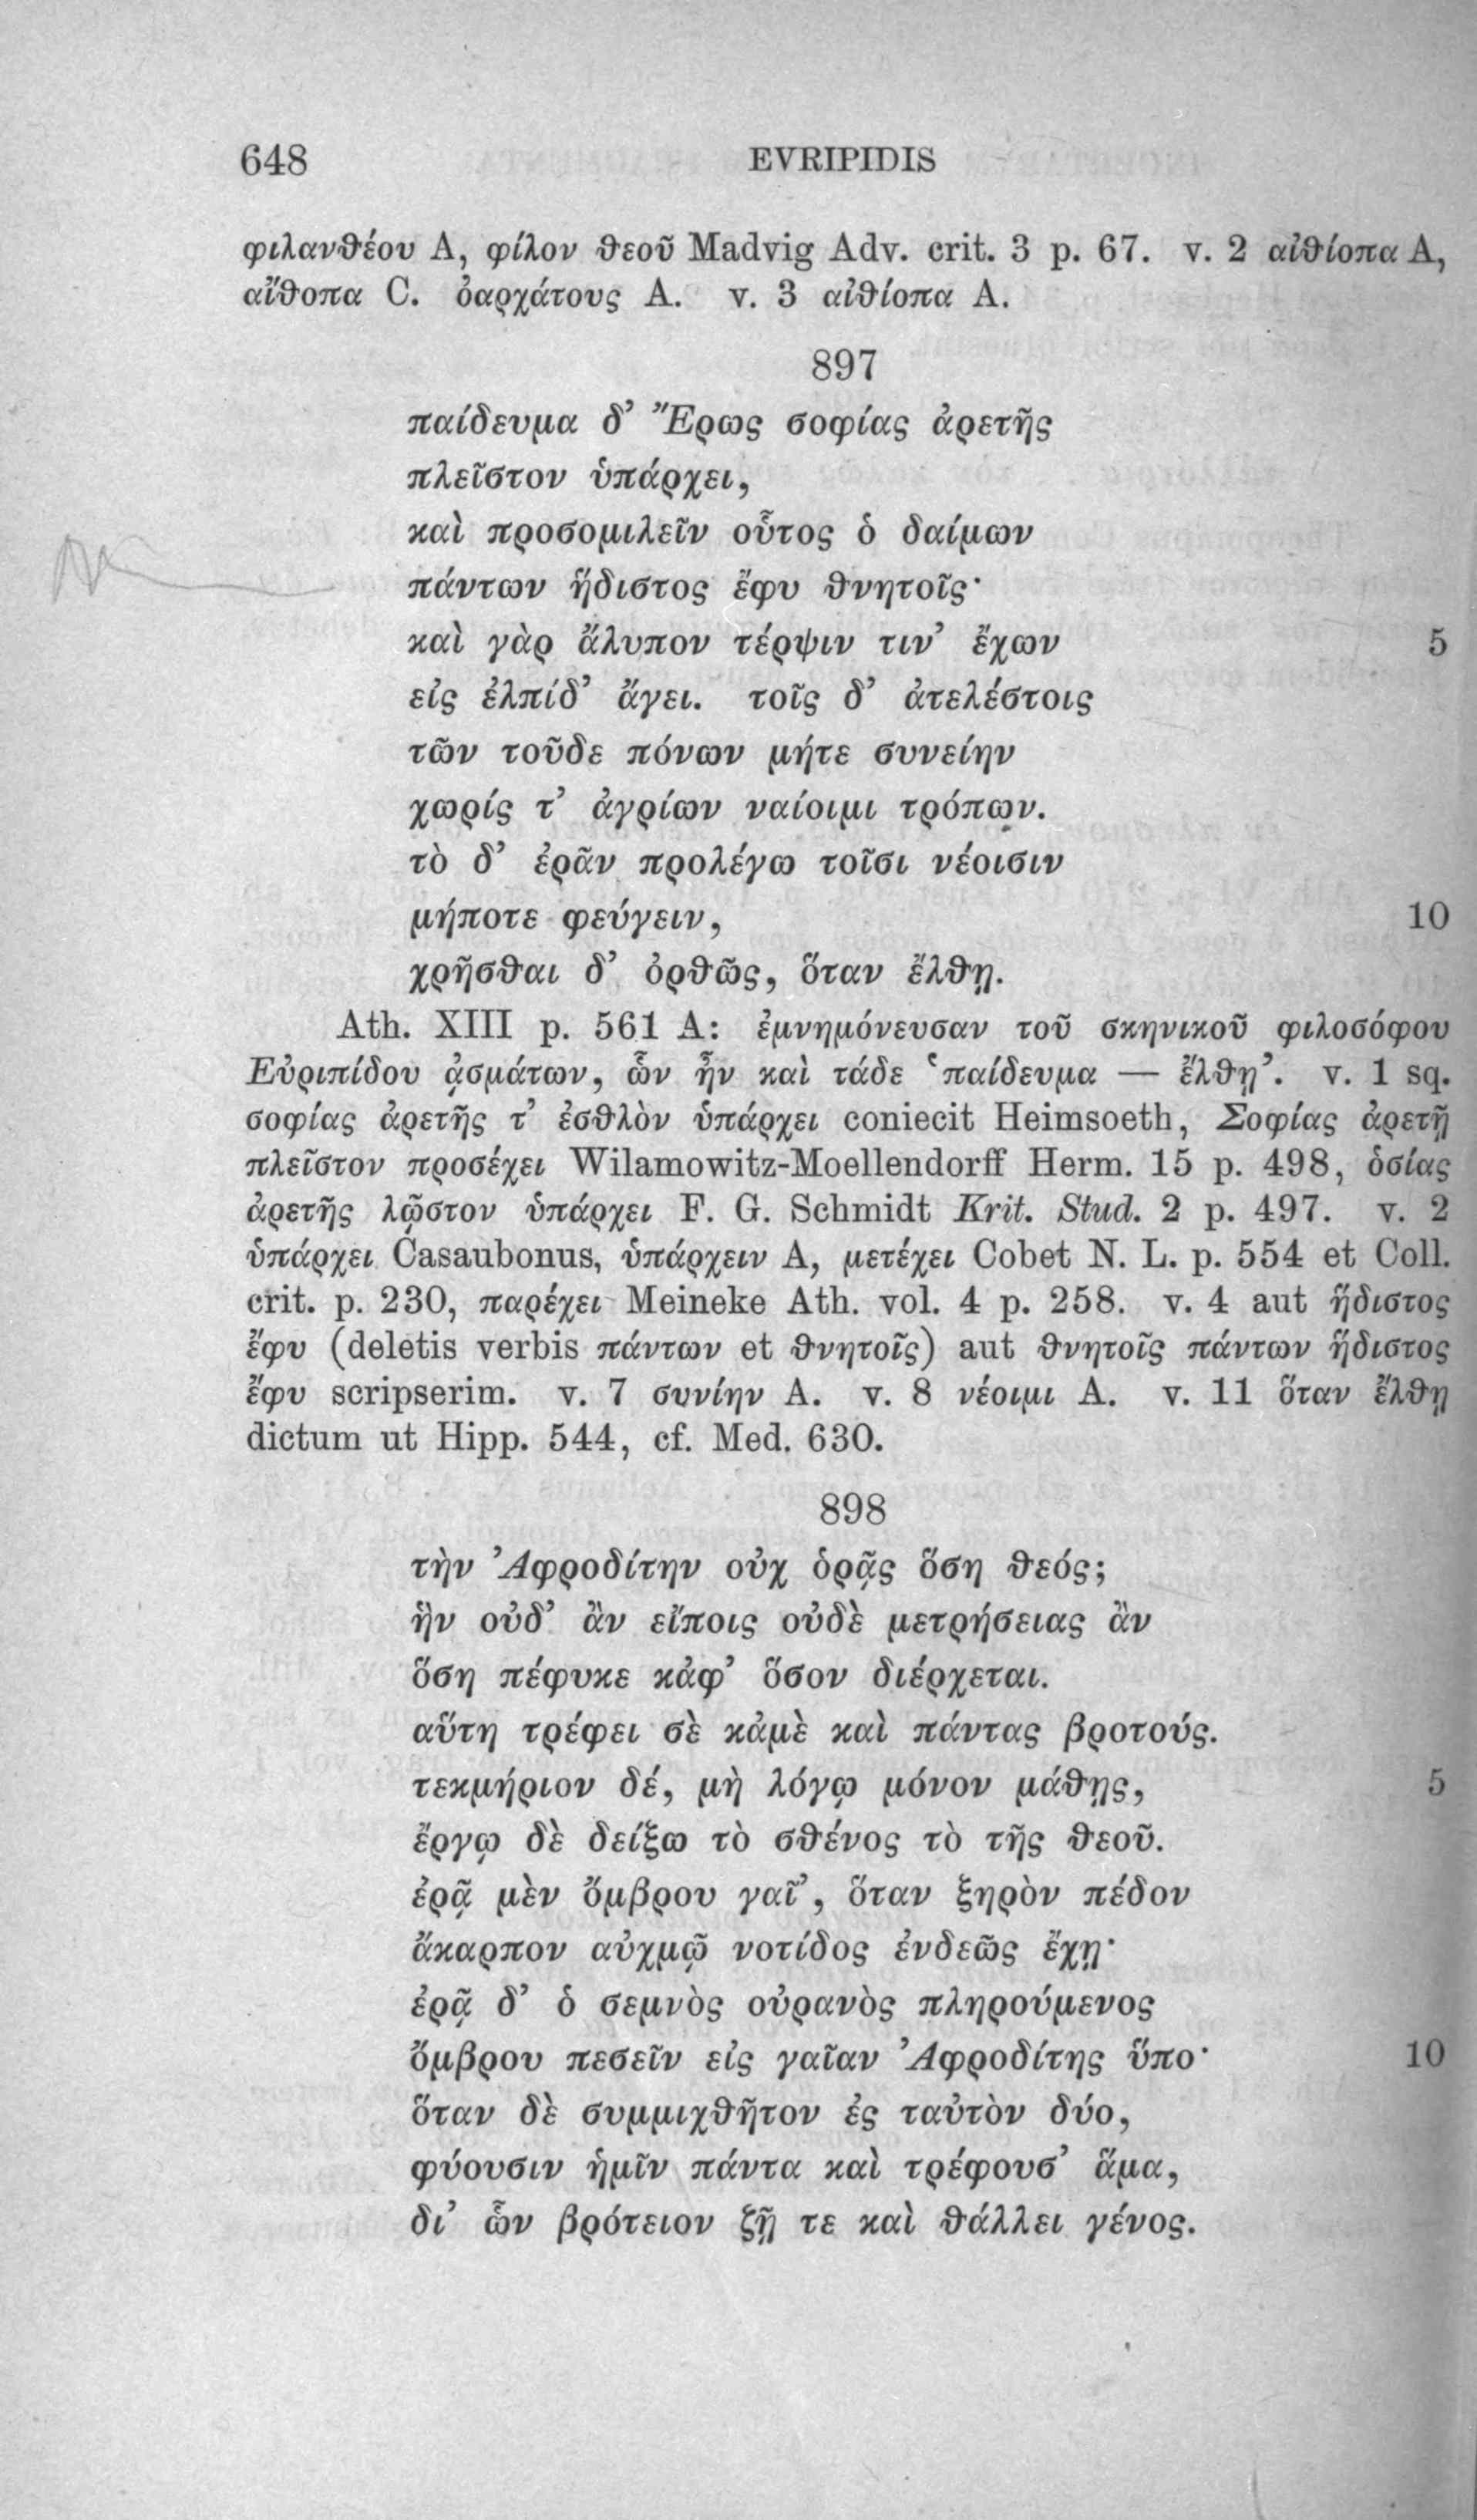 648 EVRIPIDIS
φιλανθέου A, φίλον θεοῦ Madvig Adv. crit. 3 p. 67. v. 2 αἰθίοπα A,
αἴθοπα C. ὀαρχάτους A. v. 3 αἰθίοπα A.
897
παίδευμα δ' Ἔρως σοφίας ἀρετῆς
πλεῖστον ὑπάρχει,
καὶ προσομιλεῖν οὗτος ὁ δαίμων
πάντων ἥδιστος ἔφυ θνητοῖς·
καὶ γὰρ ἄλυπον τέρψιν τιν' ἔχων 5
εἰς ἐλπίδ' ἄγει. τοῖς δ' ἀτελέστοις
τῶν τοῦδε πόνων μήτε συνείην
χωρίς τ' ἀγρίων ναίοιμι τρόπων.
τὸ δ' ἐρᾶν προλέγω τοῖσι νέοισιν
μήποτε φεύγειν, 10
χρῆσθαι δ' ὀρθῶς, ὅταν ἔλθῃ.
Ath. XIII p. 561 A: ἐμνημόνευσαν τοῦ σκηνικοῦ φιλοσόφου
Εὐριπίδου ᾀσμάτων, ὧν ἦν καὶ τάδε ‘παίδευμα — ἔλθῃ’. v. 1 sq.
σοφίας ἀρετῆς τ' ἐσθλὸν ὑπάρχει coniecit Heimsoeth, Σοφίας ἀρετῇ
πλεῖστον προσέχει Wilamowitz-Moellendorff Herm. 15 p. 498, ὁσίας
ἀρετῆς λῷστον ὑπάρχει F. G. Schmidt Krit. Stud. 2 p. 497. v. 2
ὑπάρχει Casaubonus, ὑπάρχειν A, μετέχει Cobet N. L. p. 554 et Coll.
crit. p. 230, παρέχει Meineke Ath. vol. 4 p. 258. v. 4 aut ἥδιστος
ἔφυ (deletis verbis πάντων et θνητοῖς) aut θνητοῖς πάντων ἥδιστος
ἔφυ scripserim. v. 7 συνίην A. v. 8 νέοιμι A. v. 11 ὅταν ἔλθῃ
dictum ut Hipp. 544, cf. Med. 630.
898
τὴν Ἀφροδίτην οὐχ ὁρᾷς ὅση θεός;
ἣν οὐδ' ἂν εἴποις οὐδὲ μετρήσειας ἂν
ὅση πέφυκε κἀφ' ὅσον διέρχεται.
αὕτη τρέφει σὲ κἀμὲ καὶ πάντας βροτούς.
τεκμήριον δέ, μὴ λόγῳ μόνον μάθῃς, 5
ἔργῳ δὲ δείξω τὸ σθένος τὸ τῆς θεοῦ.
ἐρᾷ μὲν ὄμβρου γαῖ', ὅταν ξηρὸν πέδον
ἄκαρπον αὐχμῷ νοτίδος ἐνδεῶς ἔχῃ·
ἐρᾷ δ' ὁ σεμνὸς οὐρανὸς πληρούμενος
ὄμβρου πεσεῖν εἰς γαῖαν Ἀφροδίτης ὕπο· 10
ὅταν δὲ συμμιχθῆτον ἐς ταὐτὸν δύο,
φύουσιν ἡμῖν πάντα καὶ τρέφουσ' ἅμα,
δι' ὧν βρότειον ζῇ τε καὶ θάλλει γένος.